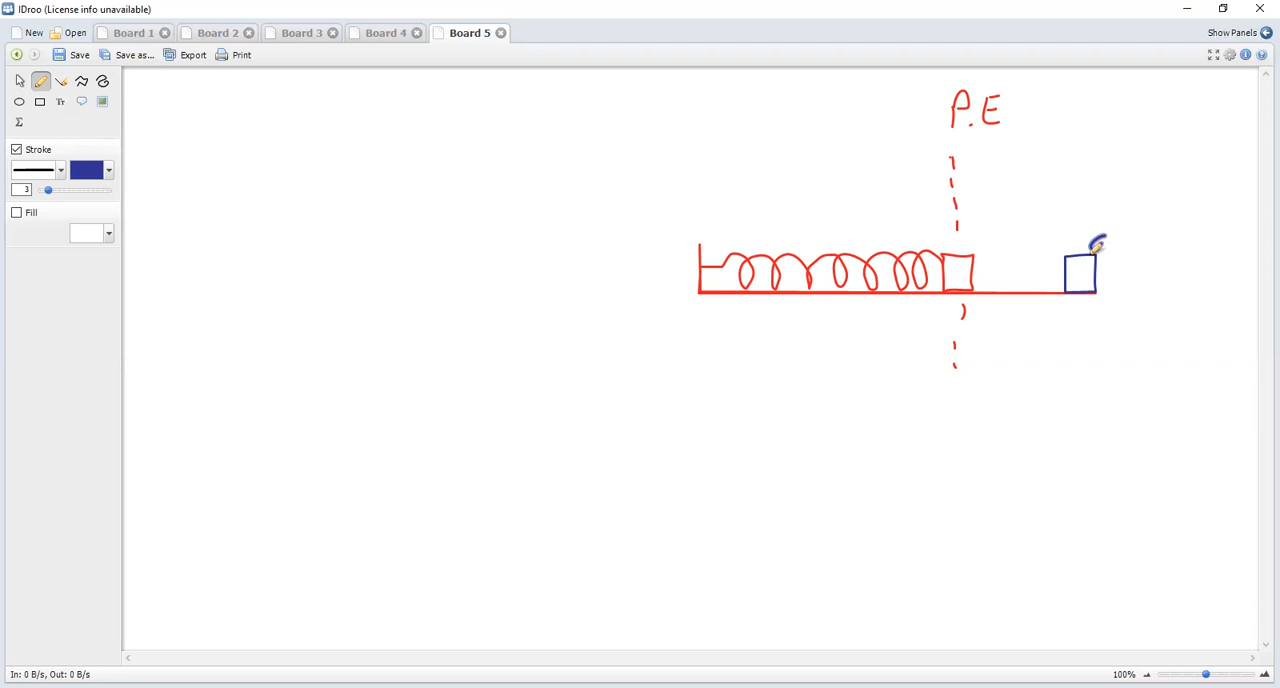 IDroo (License info unavailable)
New Open Board 1 Board 2 Board 3 Board 4 Board 5 Show Panels
Save Save as... Export Print
P.E
Tr
Σ
Stroke
3
Fill
In: 0 B/s, Out: 0 B/s 100%